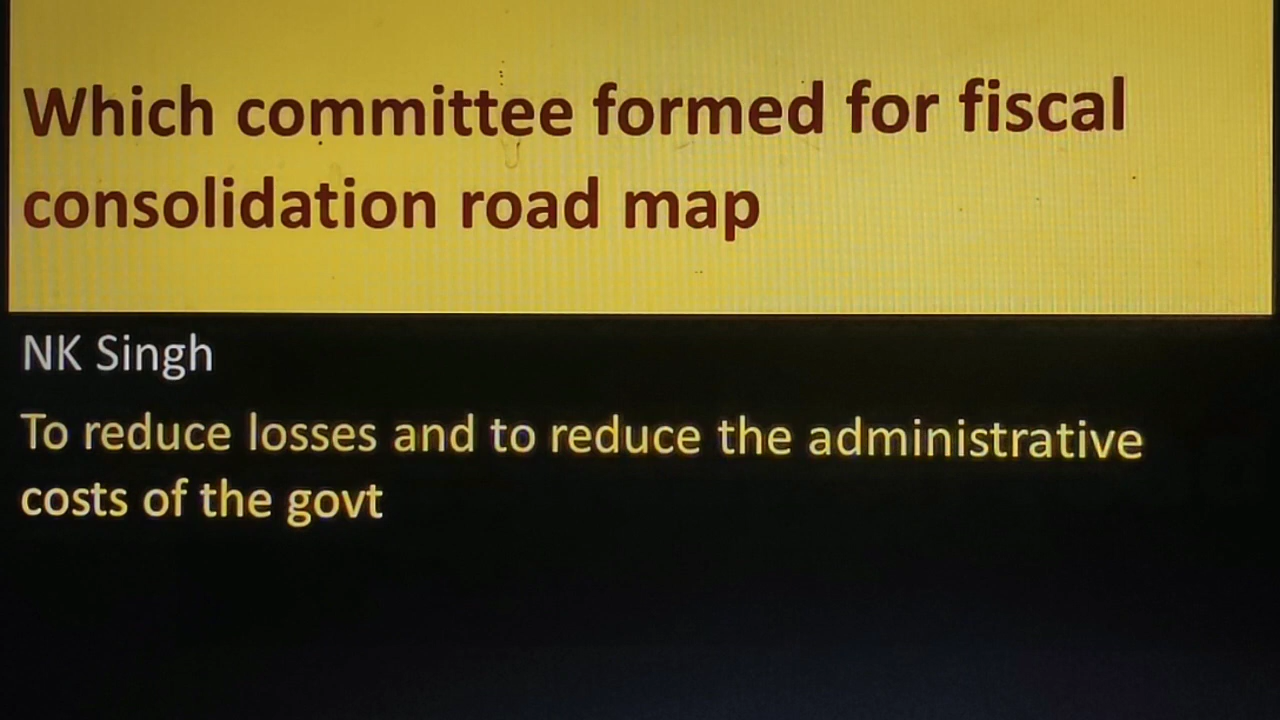 Which committee formed for fiscal
consolidation road map
NK Singh
To reduce losses and to reduce the administrative
costs of the govt